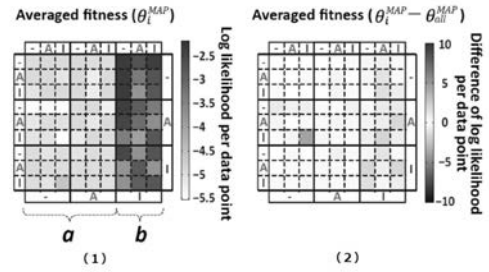 Averaged fitness (θ_i^MAP)
- A I - A I - A I
-
A
I
-
A
I
-
A
I
-
A
I
- A I
a b
(1)
-2.5
-3
-3.5
-4
-4.5
-5
-5.5
Log likelihood per data point
Averaged fitness (θ_i^MAP − θ_all^MAP)
- A I - A I - A I
-
A
I
-
A
I
-
A
I
-
A
I
- A I
(2)
10
5
0
-5
-10
Difference of log likelihood
per data point